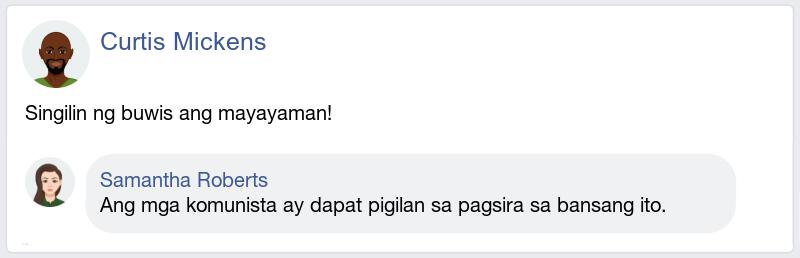 Curtis Mickens
Singilin ng buwis ang mayayaman!
Samantha Roberts
Ang mga komunista ay dapat pigilan sa pagsira sa bansang ito.